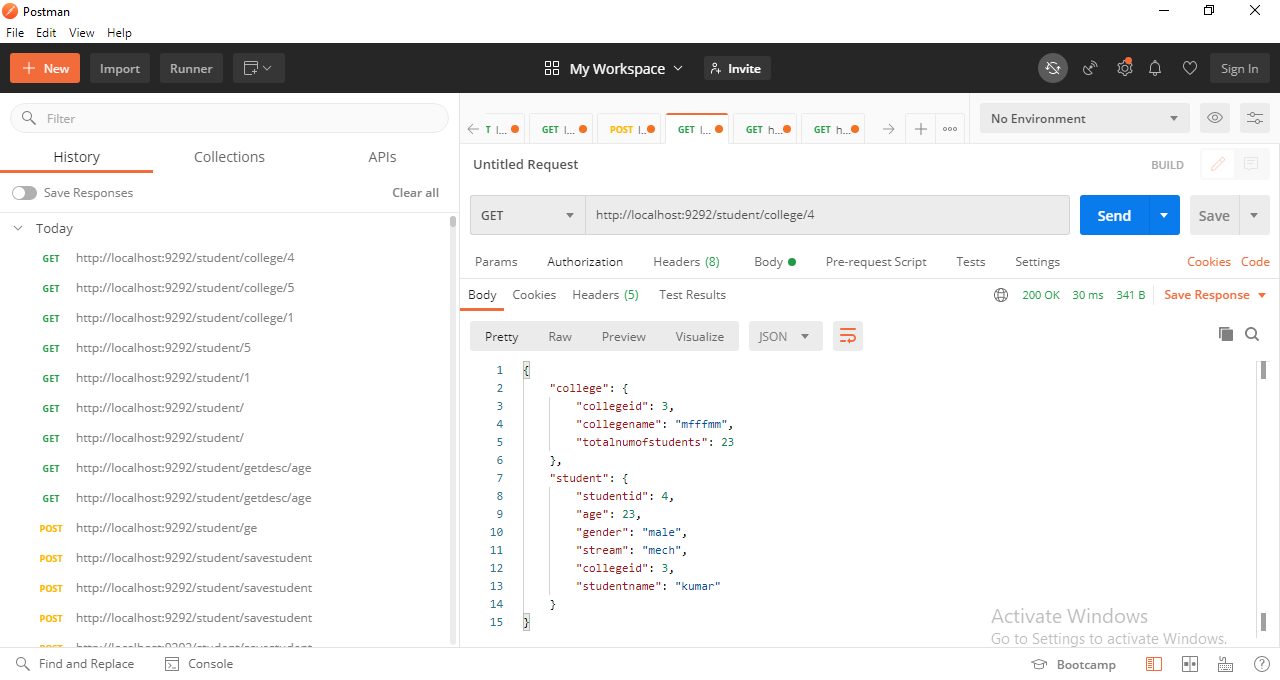 Postman
File Edit View Help
New Import Runner My Workspace Invite Sign In
Filter
History Collections APIs
Save Responses Clear all
Today
GET http://localhost:9292/student/college/4
GET http://localhost:9292/student/college/5
GET http://localhost:9292/student/college/1
GET http://localhost:9292/student/5
GET http://localhost:9292/student/1
GET http://localhost:9292/student/
GET http://localhost:9292/student/
GET http://localhost:9292/student/getdesc/age
GET http://localhost:9292/student/getdesc/age
POST http://localhost:9292/student/ge
POST http://localhost:9292/student/savestudent
POST http://localhost:9292/student/savestudent
POST http://localhost:9292/student/savestudent
POST http://localhost:9292/student/savestudent
T l... GET l... POST l... GET l... GET h... GET h...
No Environment
Untitled Request BUILD
GET http://localhost:9292/student/college/4 Send Save
Params Authorization Headers (8) Body Pre-request Script Tests Settings Cookies Code
Body Cookies Headers (5) Test Results 200 OK 30 ms 341 B Save Response
Pretty Raw Preview Visualize JSON
1 {
2 "college": {
3 "collegeid": 3,
4 "collegename": "mfffmm",
5 "totalnumofstudents": 23
6 },
7 "student": {
8 "studentid": 4,
9 "age": 23,
10 "gender": "male",
11 "stream": "mech",
12 "collegeid": 3,
13 "studentname": "kumar"
14 }
15 }
Activate Windows
Go to Settings to activate Windows.
Find and Replace Console Bootcamp